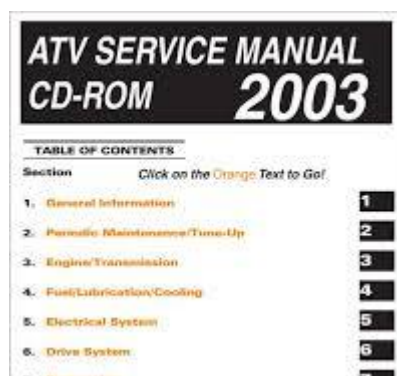 ATV SERVICE MANUAL
CD-ROM 2003
TABLE OF CONTENTS
Section Click on the Orange Text to Go!
1. General Information 1
2. Periodic Maintenance/Tune-Up 2
3. Engine/Transmission 3
4. Fuel/Lubrication/Cooling 4
5. Electrical System 5
6. Drive System 6